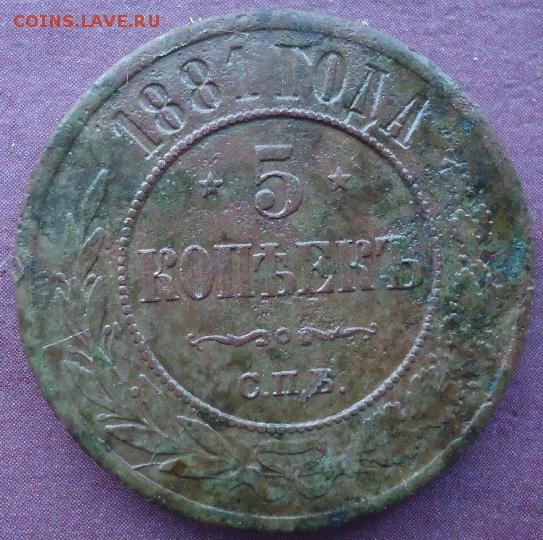 COINS.LAVE.RU
1881 ГОДА
5
КОПѢЕКЪ
С.П.Б.